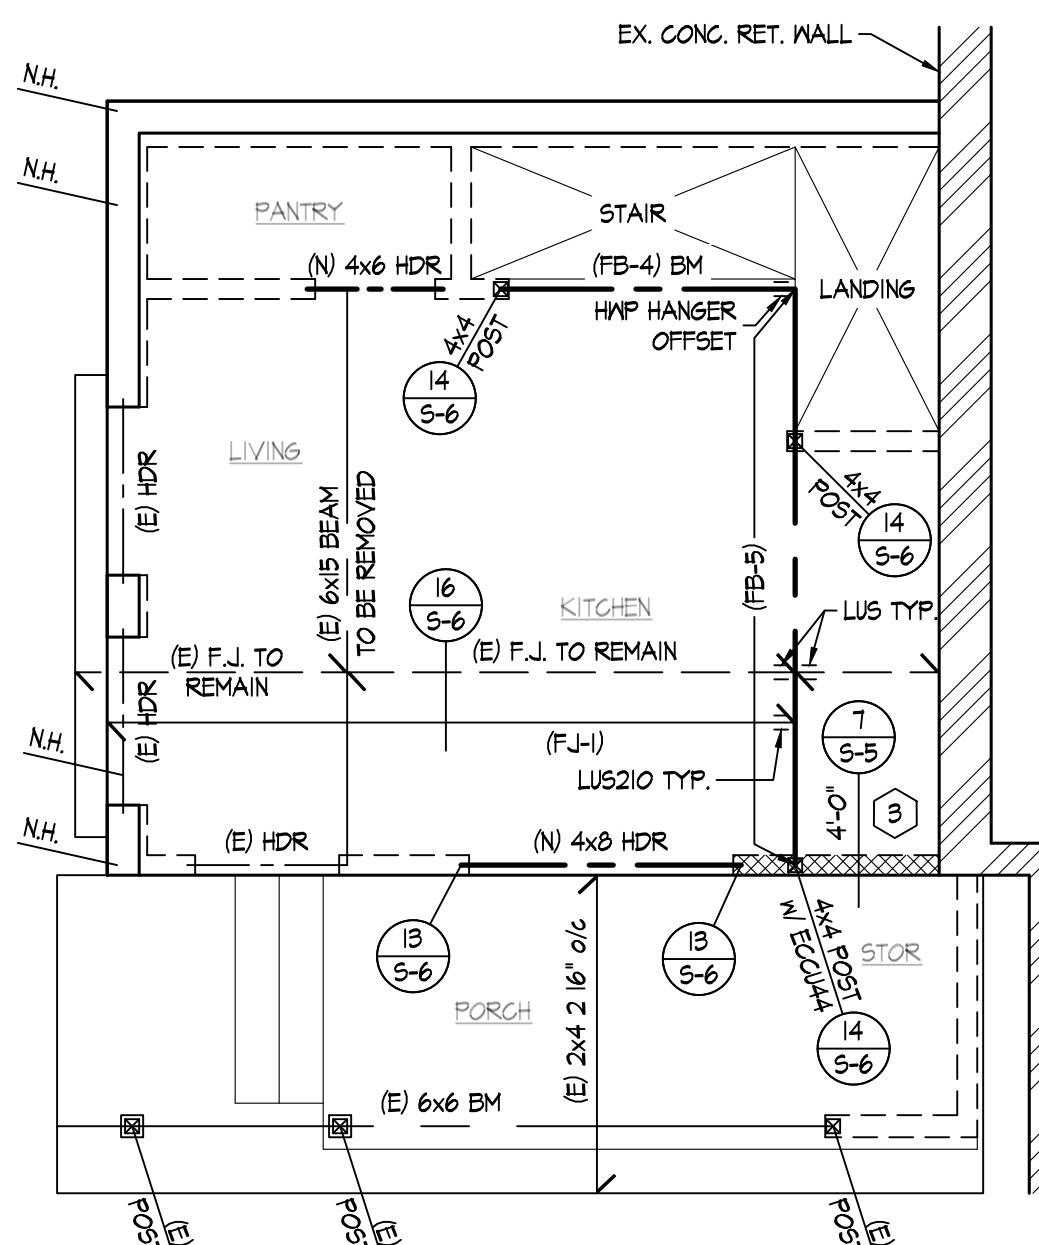 EX. CONC. RET. WALL
N.H.
N.H.
PANTRY
STAIR
(N) 4x6 HDR
(FB-4) BM
LANDING
HWP HANGER
OFFSET
4x4
POST
14
S-6
LIVING
(E) HDR
(E) 6x15 BEAM
TO BE REMOVED
4x4
POST
14
S-6
(FB-5)
16
S-6
KITCHEN
LUS TYP.
(E) F.J. TO
REMAIN
(E) F.J. TO REMAIN
(E) HDR
N.H.
(FJ-1)
7
S-5
LUS210 TYP.
4'-0"
3
N.H.
(E) HDR
(N) 4x8 HDR
13
S-6
13
S-6
(E) 2x4 2 16" o/c
4x4 POST
W/ ECCU44
STOR
PORCH
14
S-6
(E) 6x6 BM
(E)
(E)
(E)